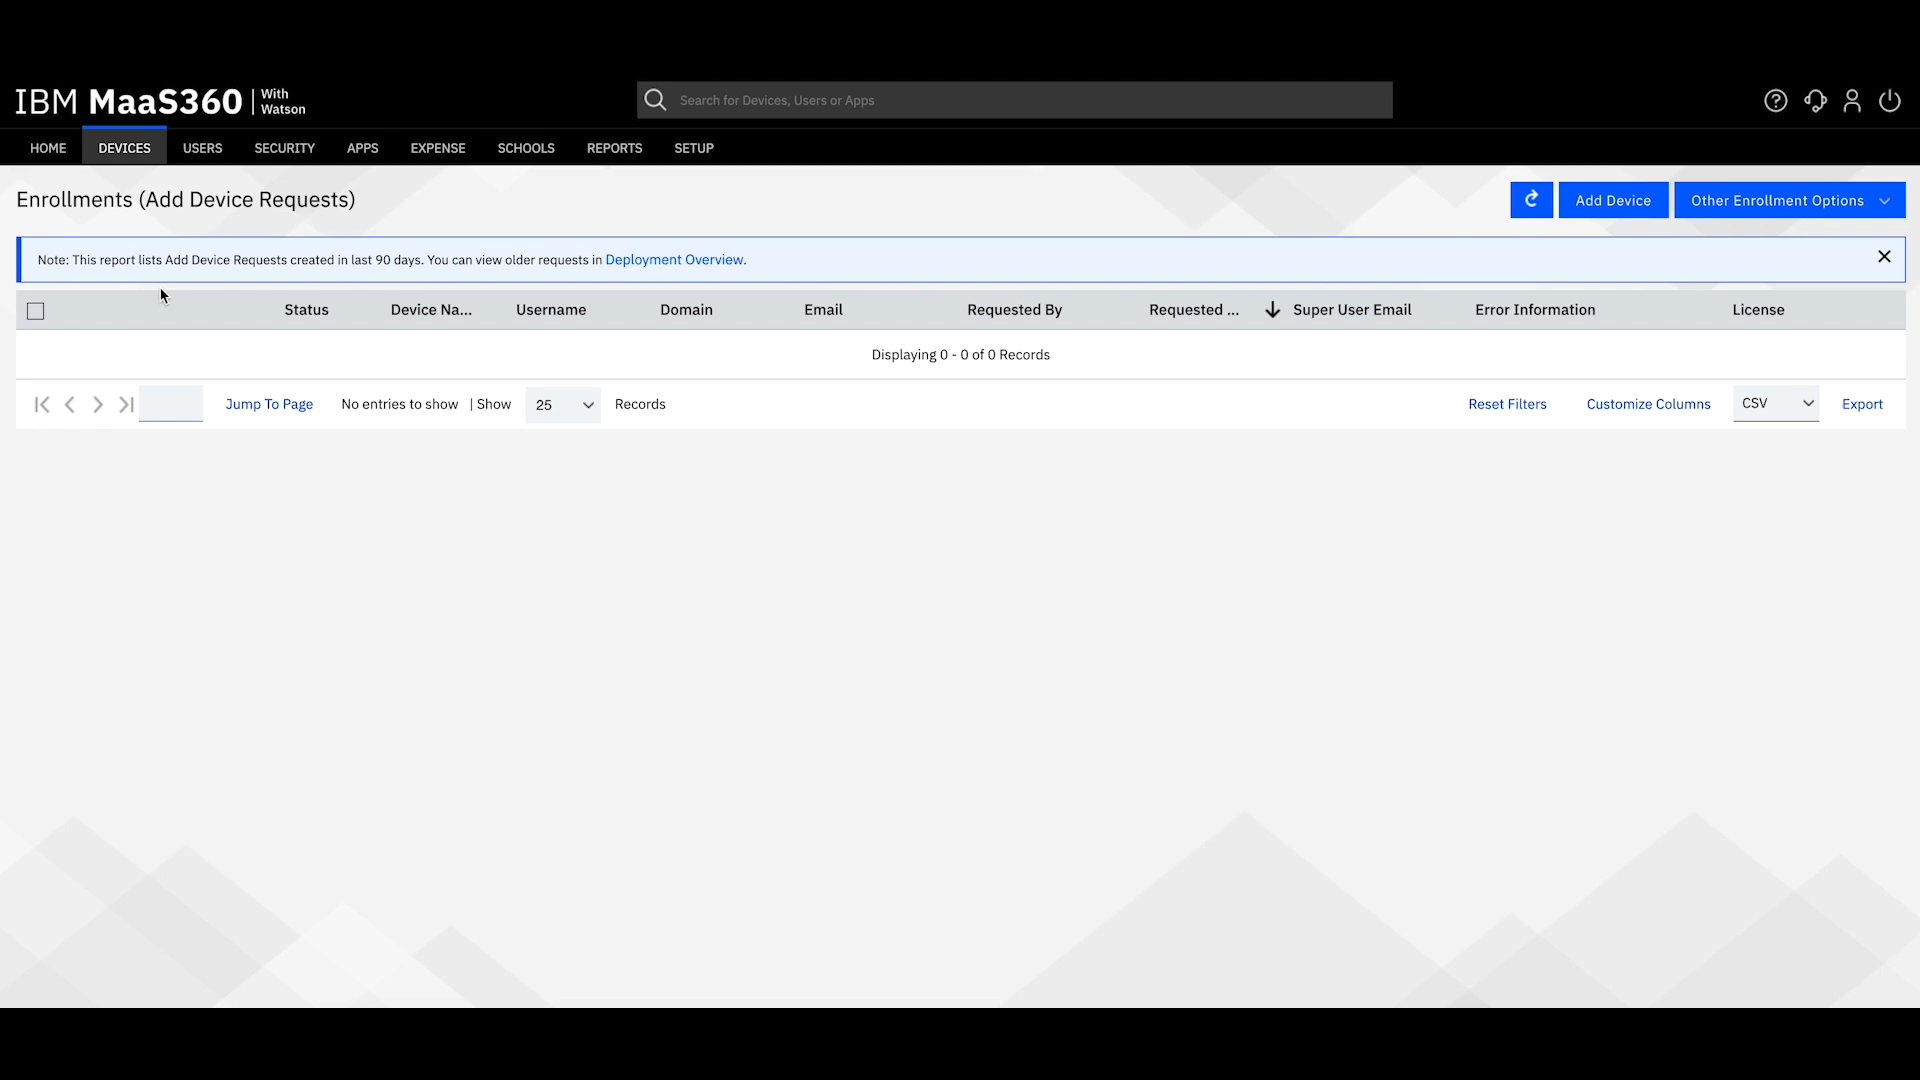 IBM MaaS360 | With Watson
Search for Devices, Users or Apps
HOME DEVICES USERS SECURITY APPS EXPENSE SCHOOLS REPORTS SETUP
Enrollments (Add Device Requests)
Add Device
Other Enrollment Options
Note: This report lists Add Device Requests created in last 90 days. You can view older requests in Deployment Overview.
Status Device Na... Username Domain Email Requested By Requested ... Super User Email Error Information License
Displaying 0 - 0 of 0 Records
Jump To Page No entries to show | Show 25 Records Reset Filters Customize Columns CSV Export